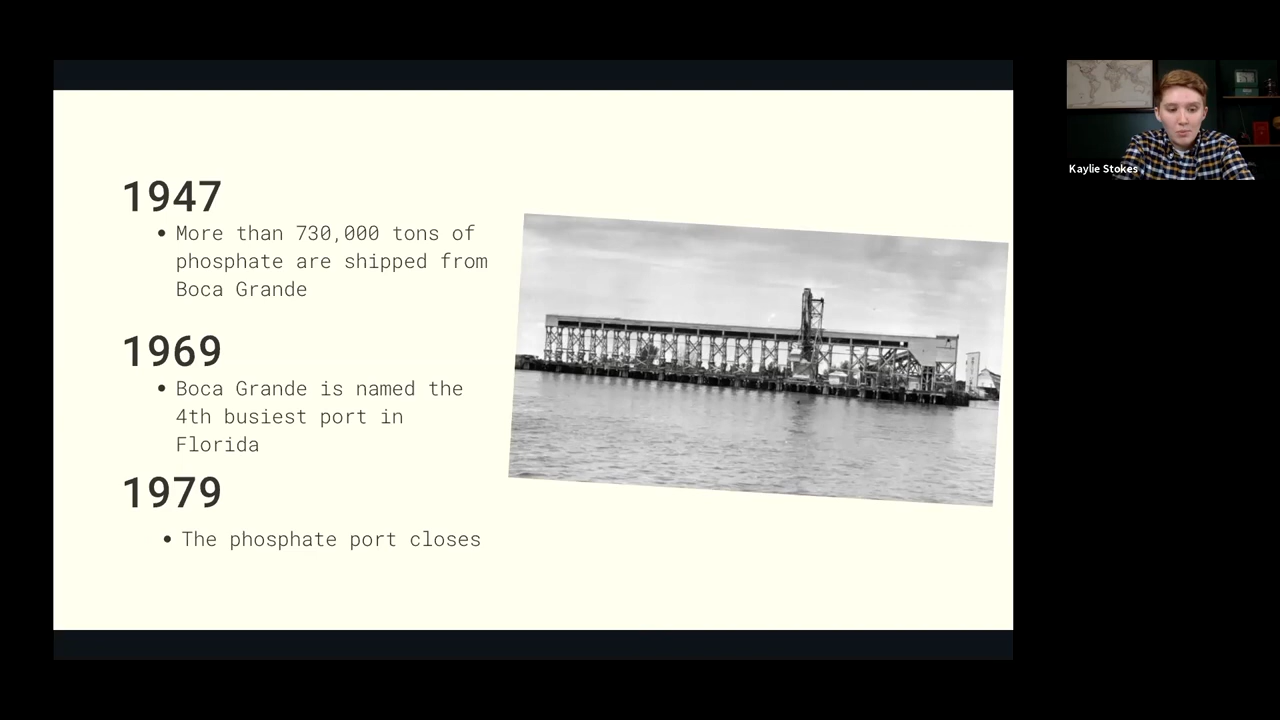 1947
• More than 730,000 tons of
phosphate are shipped from
Boca Grande
1969
• Boca Grande is named the
4th busiest port in
Florida
1979
• The phosphate port closes
Kaylie Stokes